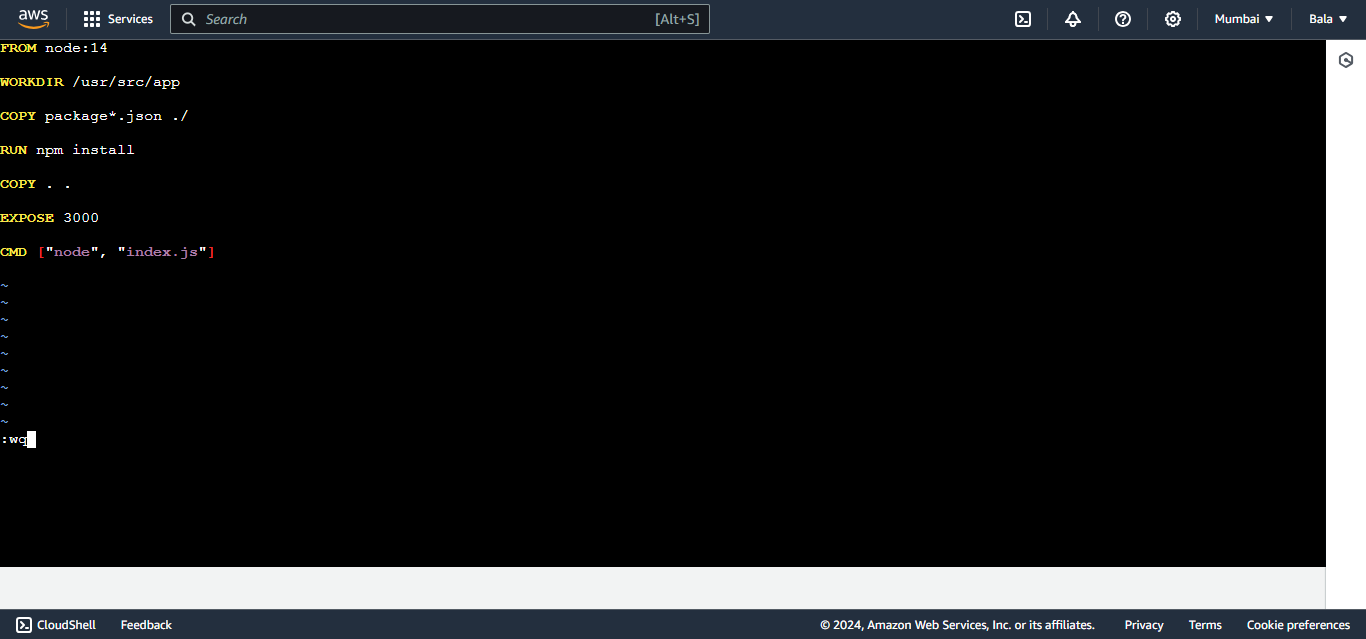 aws Services Search [Alt+S] Mumbai Bala
FROM node:14
WORKDIR /usr/src/app
COPY package*.json ./
RUN npm install
COPY . .
EXPOSE 3000
CMD ["node", "index.js"]
~
~
~
~
~
~
~
~
~
:wq
CloudShell Feedback © 2024, Amazon Web Services, Inc. or its affiliates. Privacy Terms Cookie preferences